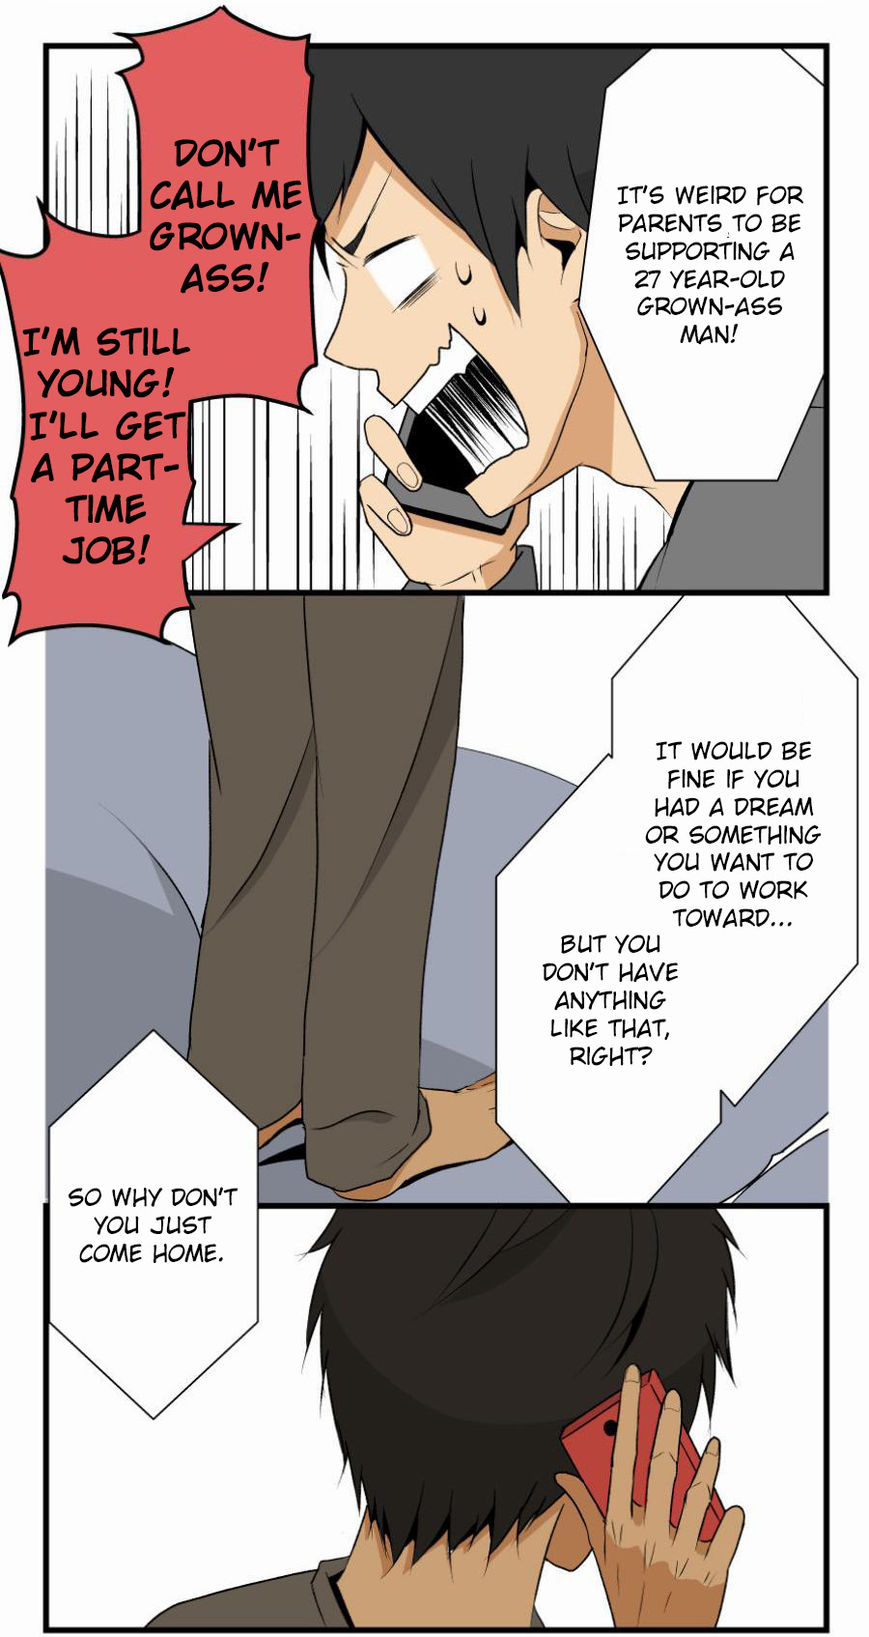 IT'S WEIRD FOR
PARENTS TO BE
SUPPORTING A
27 YEAR-OLD
GROWN-ASS
MAN!
DON'T
CALL ME
GROWN-
ASS!
I'M STILL
YOUNG!
I'LL GET
A PART-
TIME
JOB!
IT WOULD BE
FINE IF YOU
HAD A DREAM
OR SOMETHING
YOU WANT TO
DO TO WORK
TOWARD...
BUT YOU
DON'T HAVE
ANYTHING
LIKE THAT,
RIGHT?
SO WHY DON'T
YOU JUST
COME HOME.